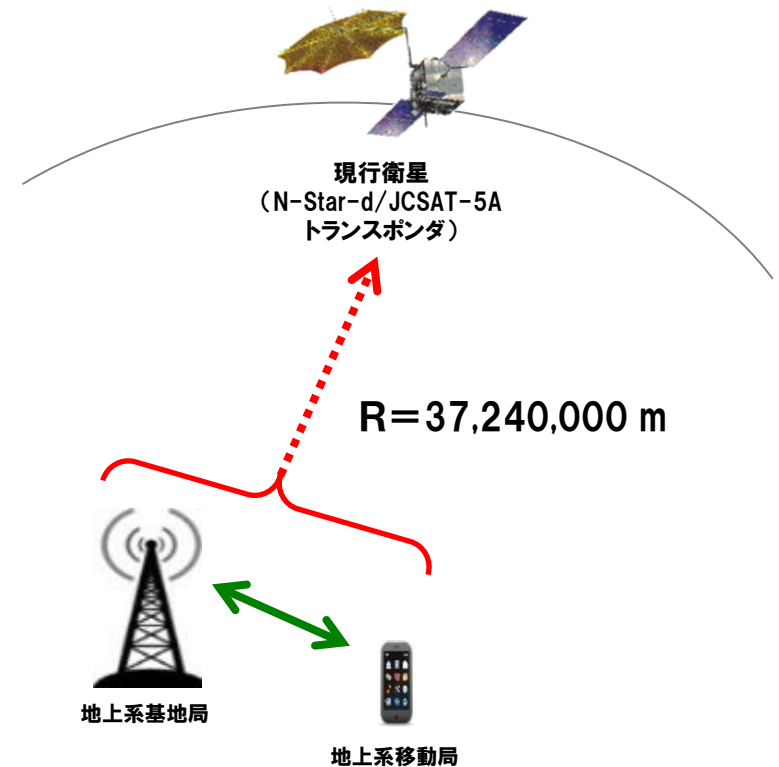 現行衛星
（N-Star-d/JCSAT-5A
トランスポンダ）
R＝37,240,000 m
地上系基地局
地上系移動局